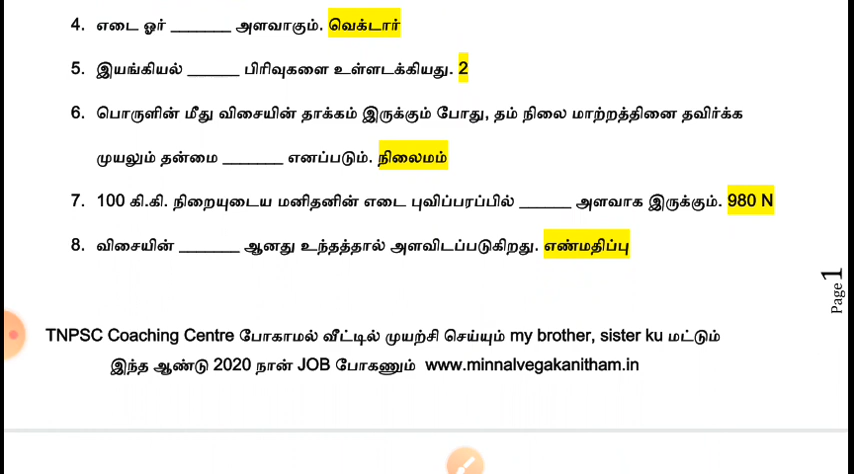 4. எடை ஓர் _______ அளவாகும். வெக்டார்
5. இயங்கியல் ______ பிரிவுகளை உள்ளடக்கியது. 2
6. பொருளின் மீது விசையின் தாக்கம் இருக்கும் போது, தம் நிலை மாற்றத்தினை தவிர்க்க
முயலும் தன்மை _______ எனப்படும். நிலைமம்
7. 100 கி.கி. நிறையுடைய மனிதனின் எடை புவிப்பரப்பில் ______ அளவாக இருக்கும். 980 N
8. விசையின் _______ ஆனது உந்தத்தால் அளவிடப்படுகிறது. எண்மதிப்பு
Page 1
TNPSC Coaching Centre போகாமல் வீட்டில் முயற்சி செய்யும் my brother, sister ku மட்டும்
இந்த ஆண்டு 2020 நான் JOB போகணும் www.minnalvegakanitham.in